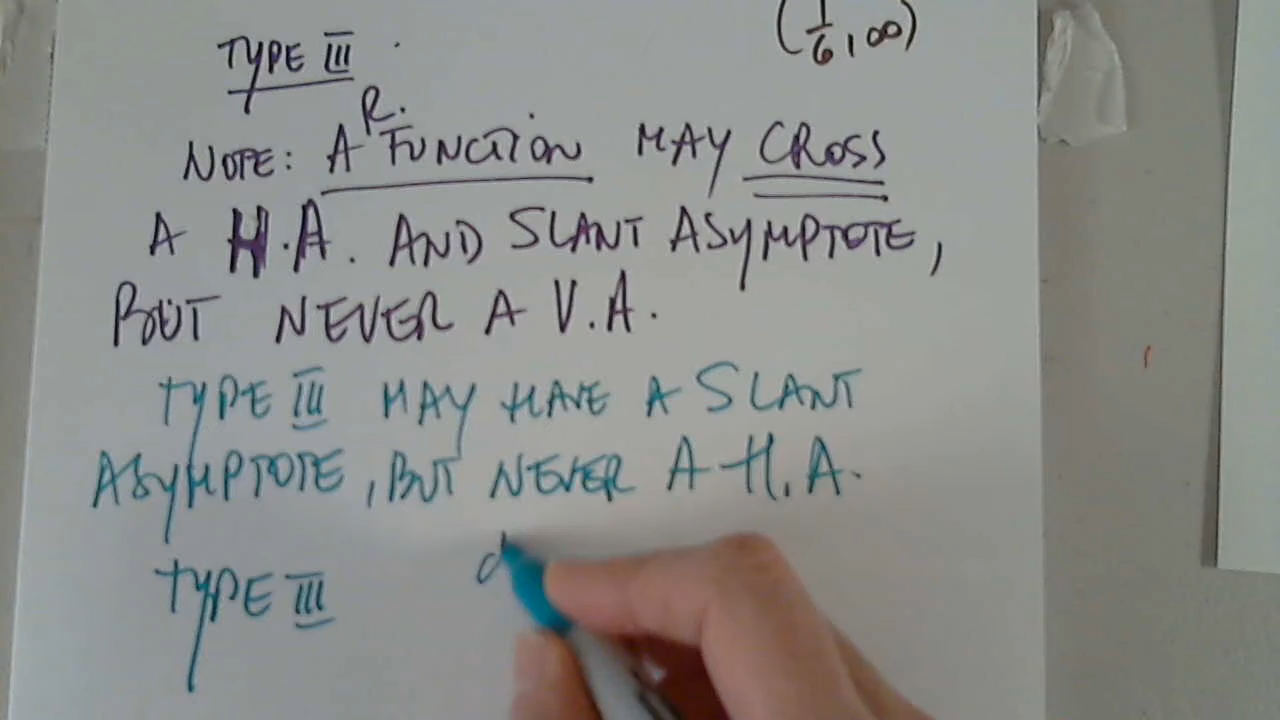 (1/6, ∞)
TYPE III
NOTE: A R. FUNCTION MAY CROSS
A H.A. AND SLANT ASYMPTOTE,
BUT NEVER A V.A.
TYPE III MAY HAVE A SLANT
ASYMPTOTE, BUT NEVER A H.A.
TYPE III d